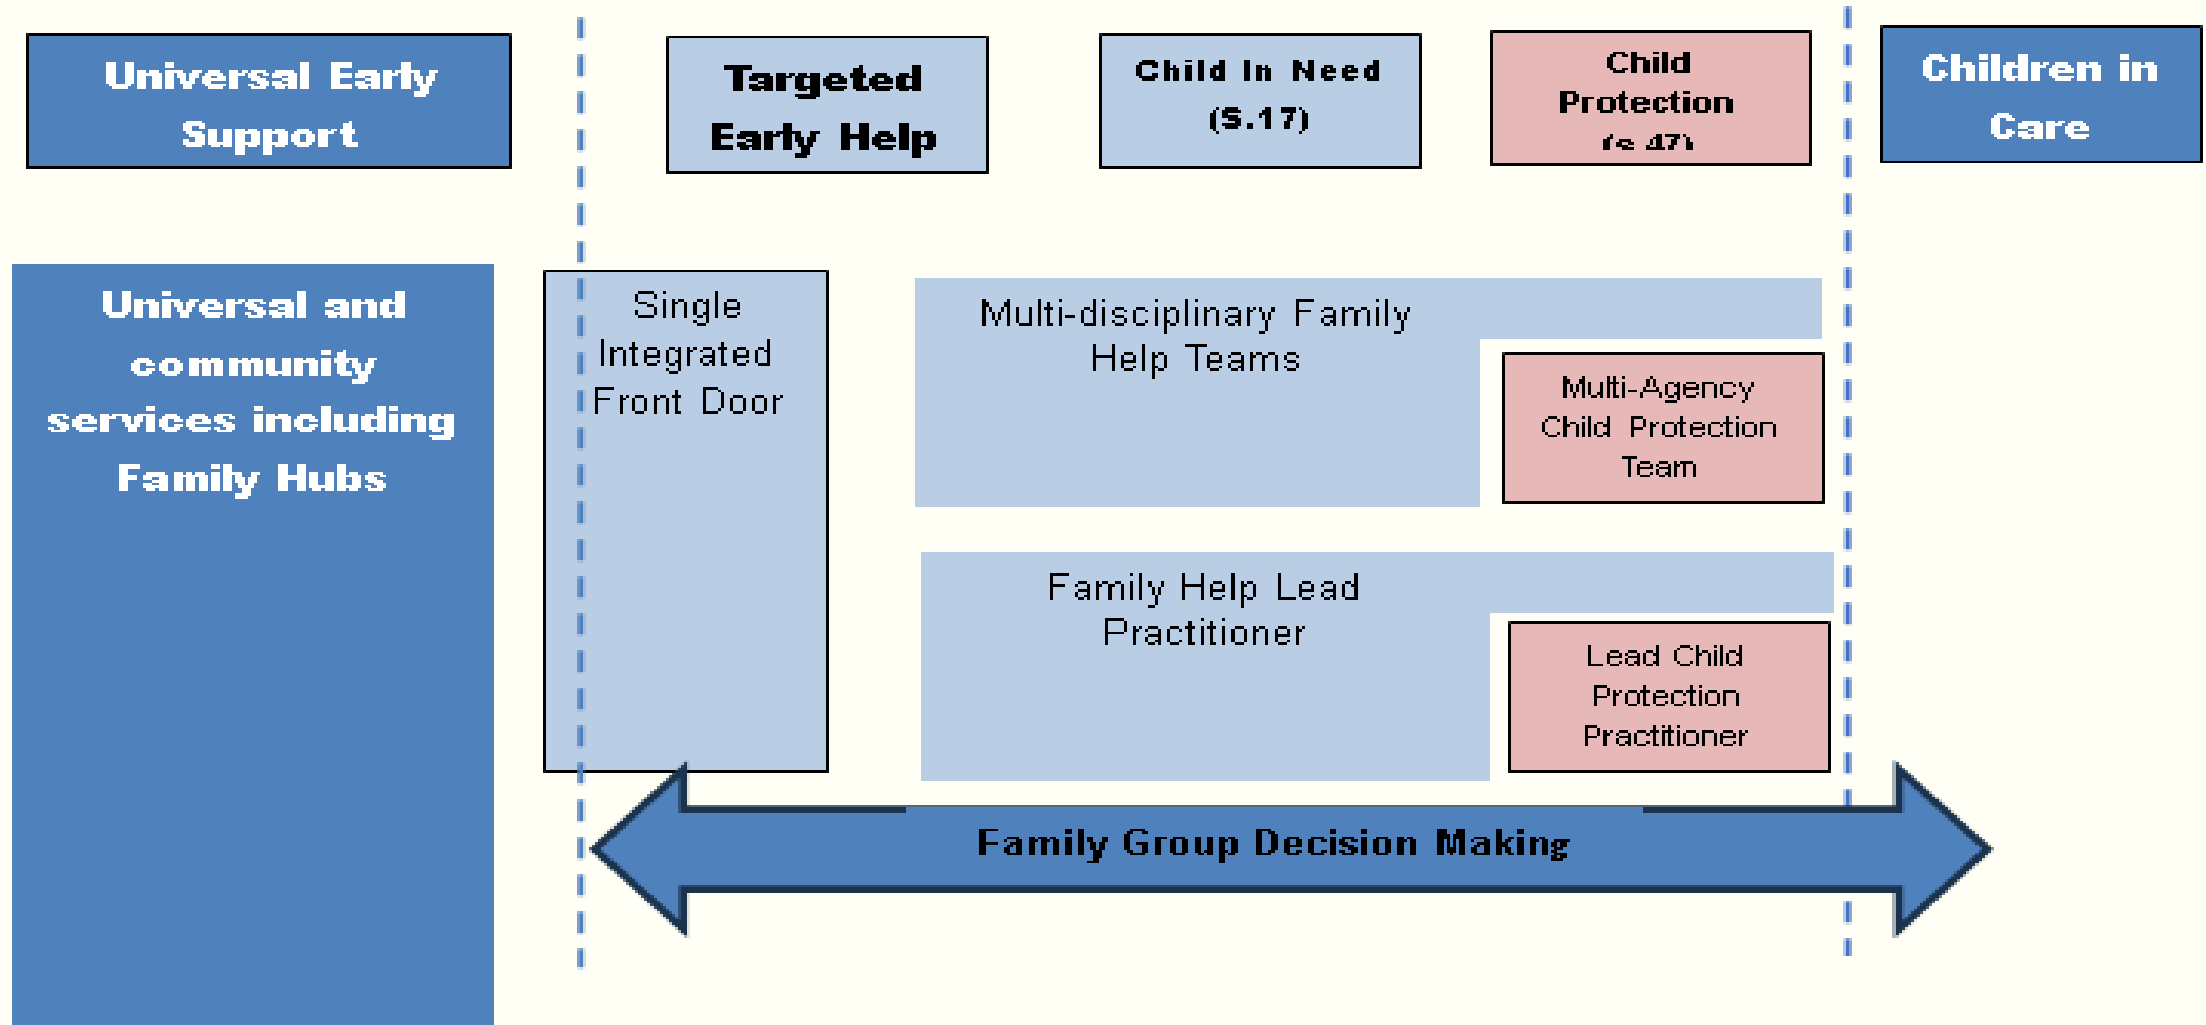 Universal Early
Support
Targeted
Early Help
Child In Need
(S.17)
Child
Protection
(s.47)
Children in
Care
Universal and
community
services including
Family Hubs
Single
Integrated
Front Door
Multi-disciplinary Family
Help Teams
Multi-Agency
Child Protection
Team
Family Help Lead
Practitioner
Lead Child
Protection
Practitioner
Family Group Decision Making